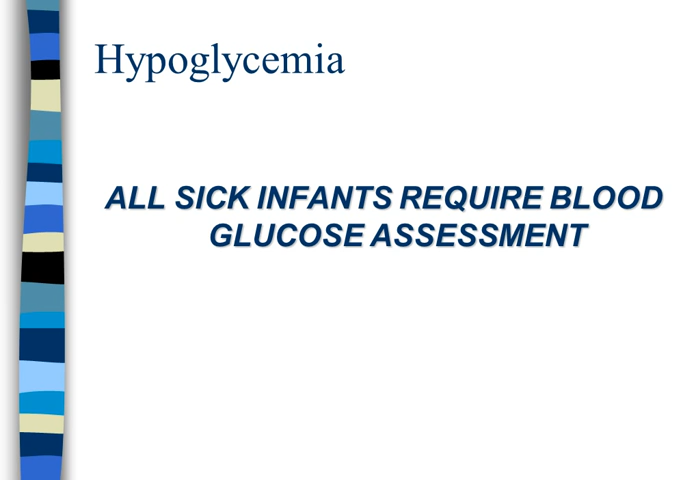 Hypoglycemia
ALL SICK INFANTS REQUIRE BLOOD
GLUCOSE ASSESSMENT